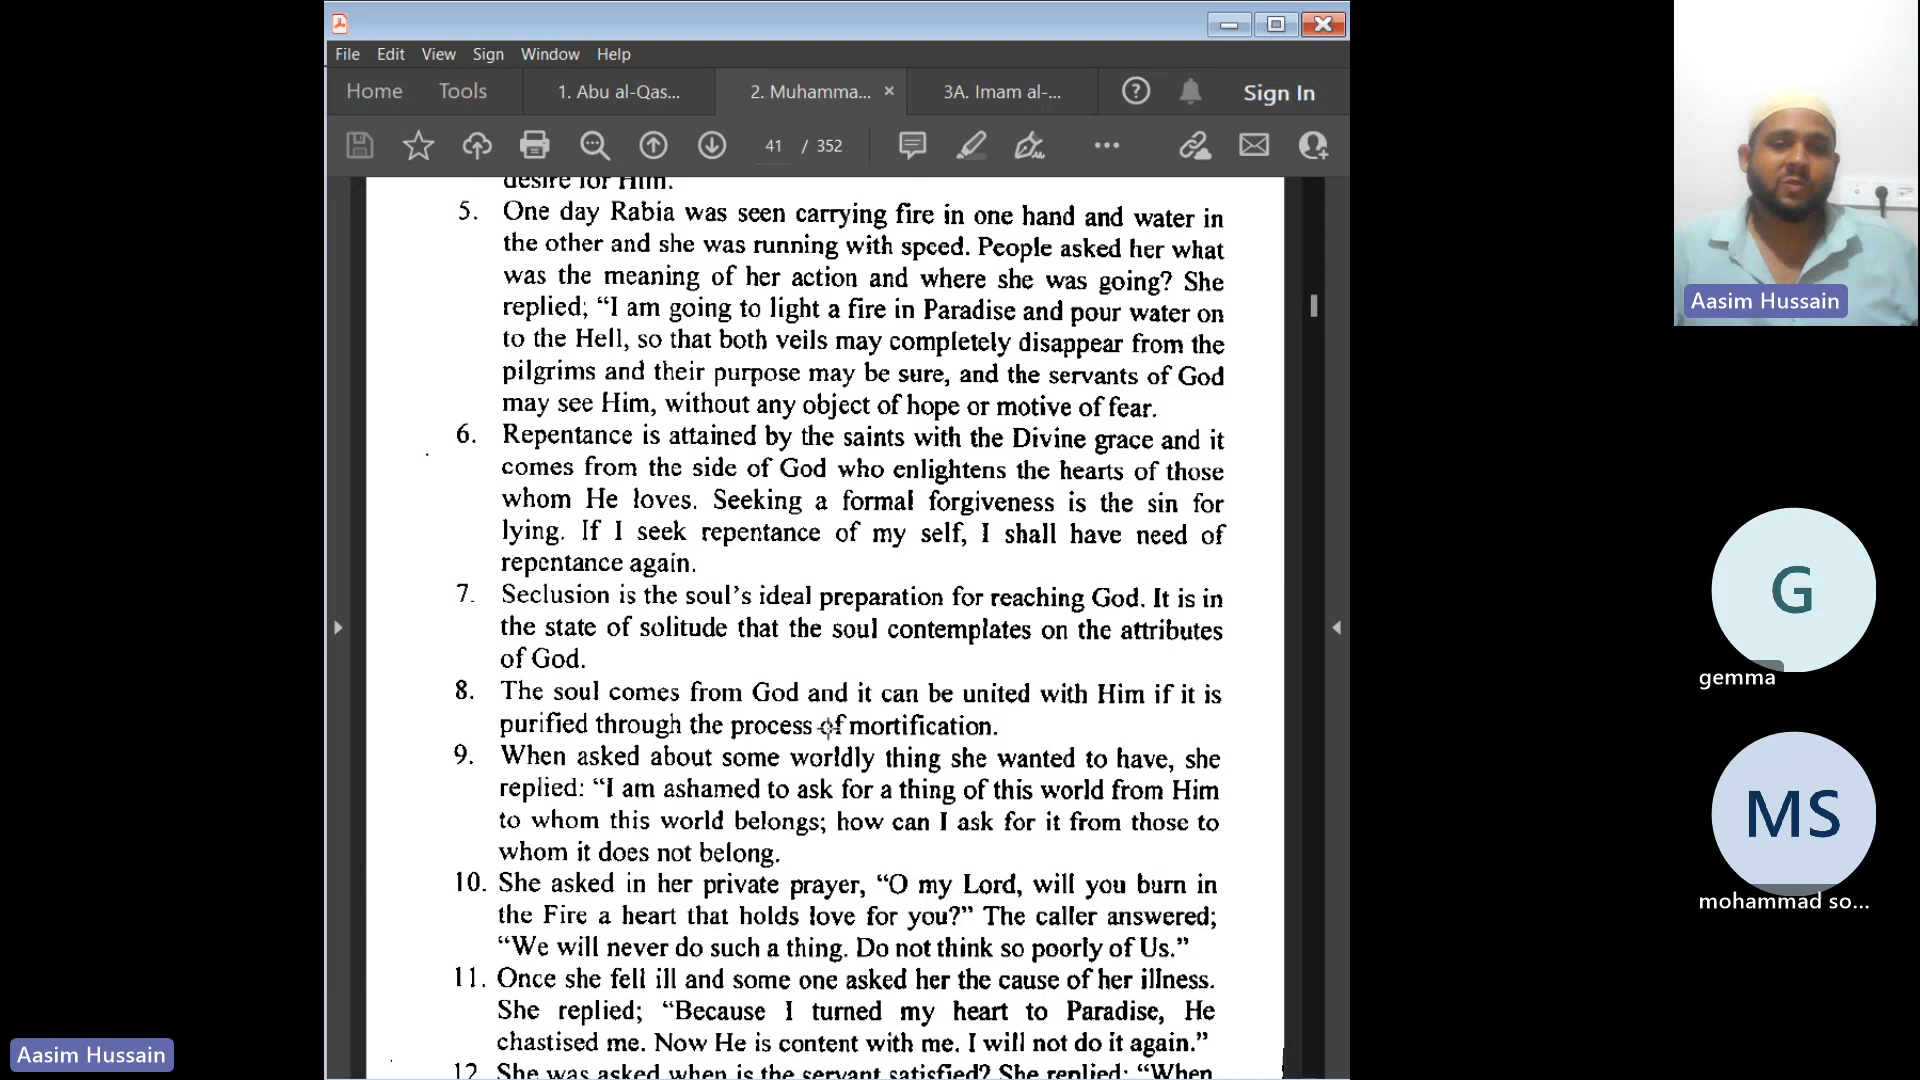 File Edit View Sign Window Help
Home Tools 1. Abu al-Qas... 2. Muhamma... × 3A. Imam al-... Sign In
41 / 352
desire for Him.
5. One day Rabia was seen carrying fire in one hand and water in
the other and she was running with speed. People asked her what
was the meaning of her action and where she was going? She
replied; “I am going to light a fire in Paradise and pour water on
to the Hell, so that both veils may completely disappear from the
pilgrims and their purpose may be sure, and the servants of God
may see Him, without any object of hope or motive of fear.
6. Repentance is attained by the saints with the Divine grace and it
comes from the side of God who enlightens the hearts of those
whom He loves. Seeking a formal forgiveness is the sin for
lying. If I seek repentance of my self, I shall have need of
repentance again.
7. Seclusion is the soul’s ideal preparation for reaching God. It is in
the state of solitude that the soul contemplates on the attributes
of God.
8. The soul comes from God and it can be united with Him if it is
purified through the process of mortification.
9. When asked about some worldly thing she wanted to have, she
replied: “I am ashamed to ask for a thing of this world from Him
to whom this world belongs; how can I ask for it from those to
whom it does not belong.
10. She asked in her private prayer, “O my Lord, will you burn in
the Fire a heart that holds love for you?” The caller answered;
“We will never do such a thing. Do not think so poorly of Us.”
11. Once she fell ill and some one asked her the cause of her illness.
She replied; “Because I turned my heart to Paradise, He
chastised me. Now He is content with me. I will not do it again.”
12. She was asked when is the servant satisfied? She replied: “When
Aasim Hussain
G
gemma
MS
mohammad so...
Aasim Hussain